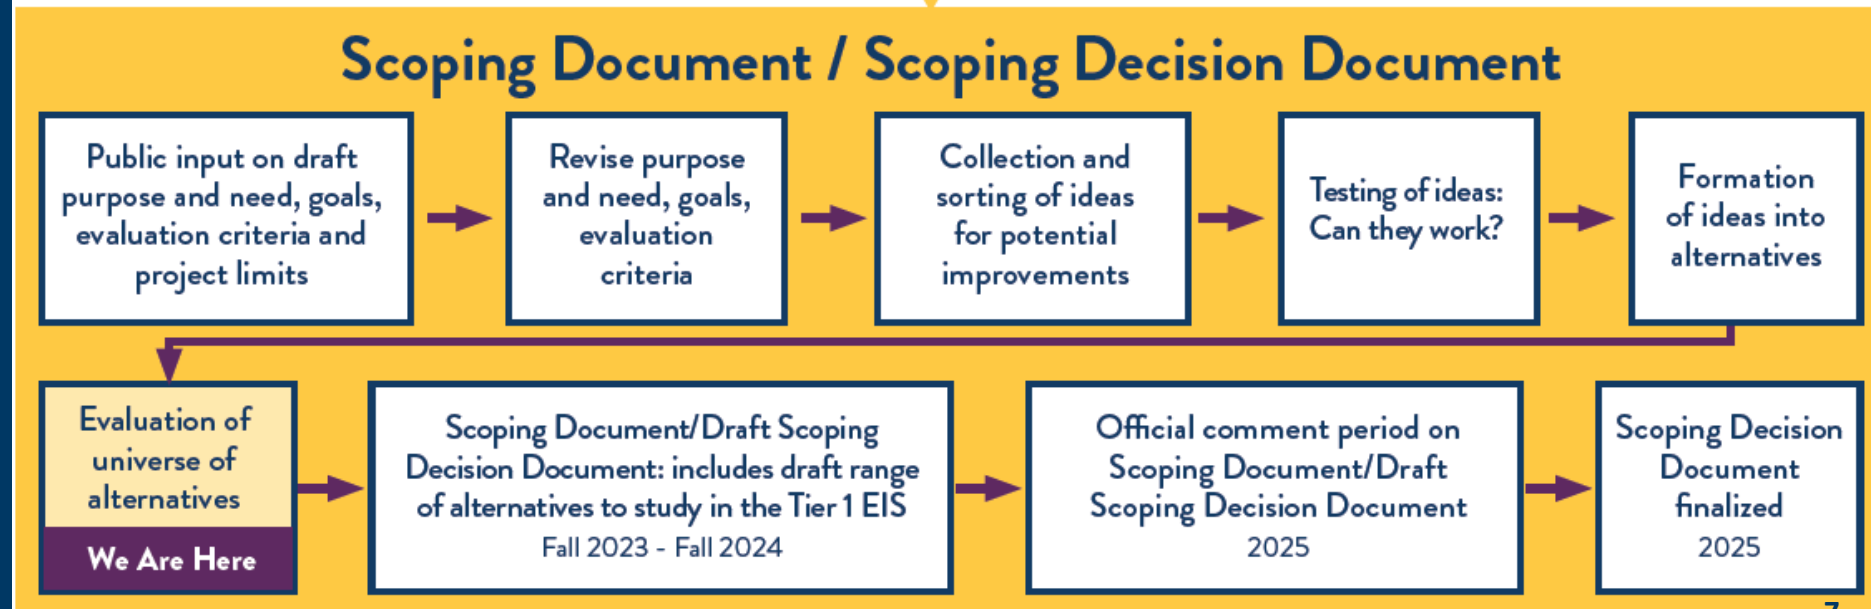 Scoping Document / Scoping Decision Document
Public input on draft
purpose and need, goals,
evaluation criteria and
project limits
Revise purpose
and need, goals,
evaluation
criteria
Collection and
sorting of ideas
for potential
improvements
Testing of ideas:
Can they work?
Formation
of ideas into
alternatives
Evaluation of
universe of
alternatives
We Are Here
Scoping Document/Draft Scoping
Decision Document: includes draft range
of alternatives to study in the Tier 1 EIS
Fall 2023 - Fall 2024
Official comment period on
Scoping Document/Draft
Scoping Decision Document
2025
Scoping Decision
Document
finalized
2025